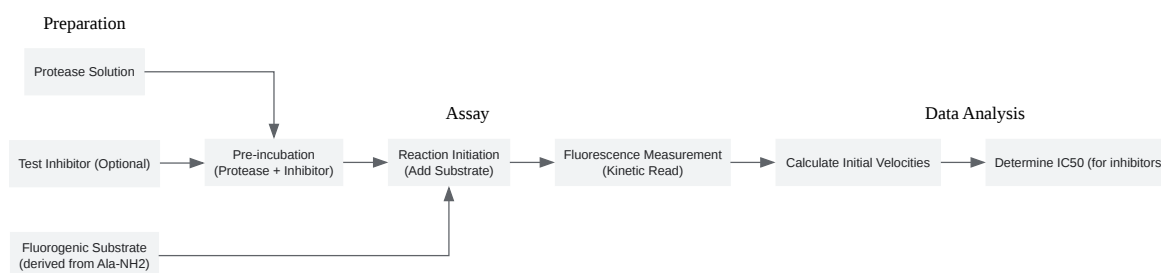 Preparation
Protease Solution
Assay
Data Analysis
Test Inhibitor (Optional)
Pre-incubation
(Protease + Inhibitor)
Reaction Initiation
(Add Substrate)
Fluorescence Measurement
(Kinetic Read)
Calculate Initial Velocities
Determine IC50 (for inhibitors
Fluorogenic Substrate
(derived from Ala-NH2)